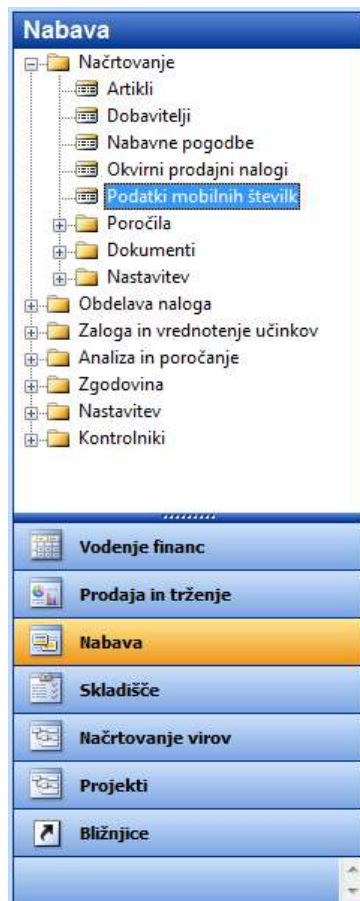 Nabava
Načrtovanje
Artikli
Dobavitelji
Nabavne pogodbe
Okvirni prodajni nalogi
Podatki mobilnih številk
Poročila
Dokumenti
Nastavitev
Obdelava naloga
Zaloga in vrednotenje učinkov
Analiza in poročanje
Zgodovina
Nastavitev
Kontrolniki
Vodenje financ
Prodaja in trženje
Nabava
Skladišče
Načrtovanje virov
Projekti
Bližnjice